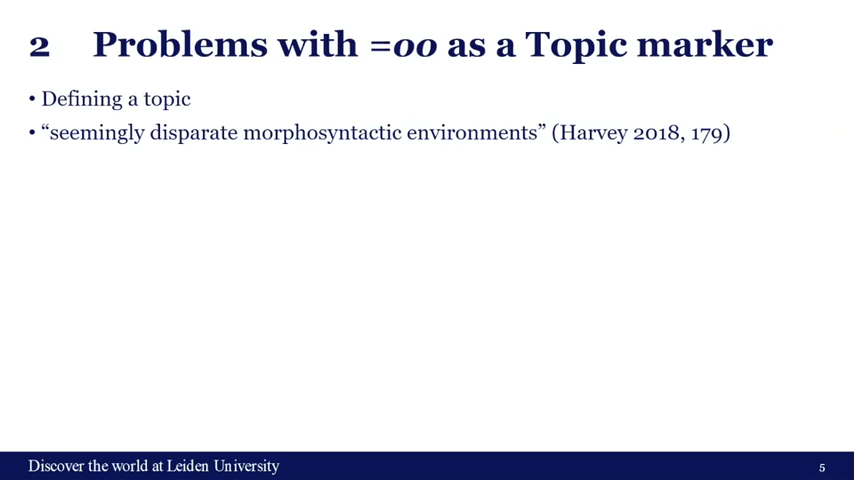 2 Problems with =oo as a Topic marker
• Defining a topic
• “seemingly disparate morphosyntactic environments” (Harvey 2018, 179)
Discover the world at Leiden University
5